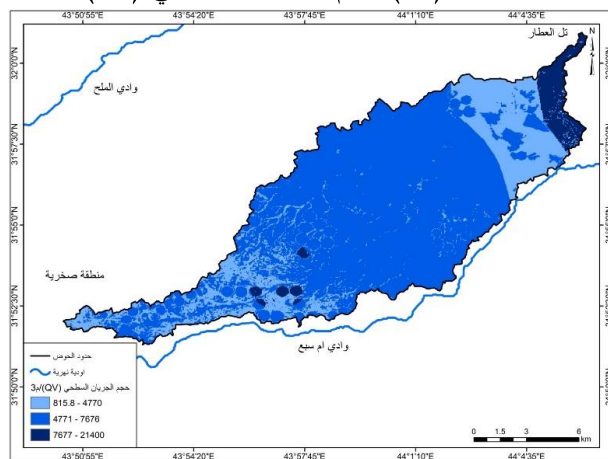 43°50'55"E 43°54'20"E 43°57'45"E 44°1'10"E 44°4'35"E
تل العطار
N
32°0'0"N
وادي الملح
31°57'30"N
31°55'0"N
منطقة صخرية
31°52'30"N
وادي ام سبع
31°50'0"N
حدود الحوض
اودية نهرية
حجم الجريان السطحي (QV)/م3
815.8 - 4770
4771 - 7676
7677 - 21400
0 1.5 3 6
km
43°50'55"E 43°54'20"E 43°57'45"E 44°1'10"E 44°4'35"E